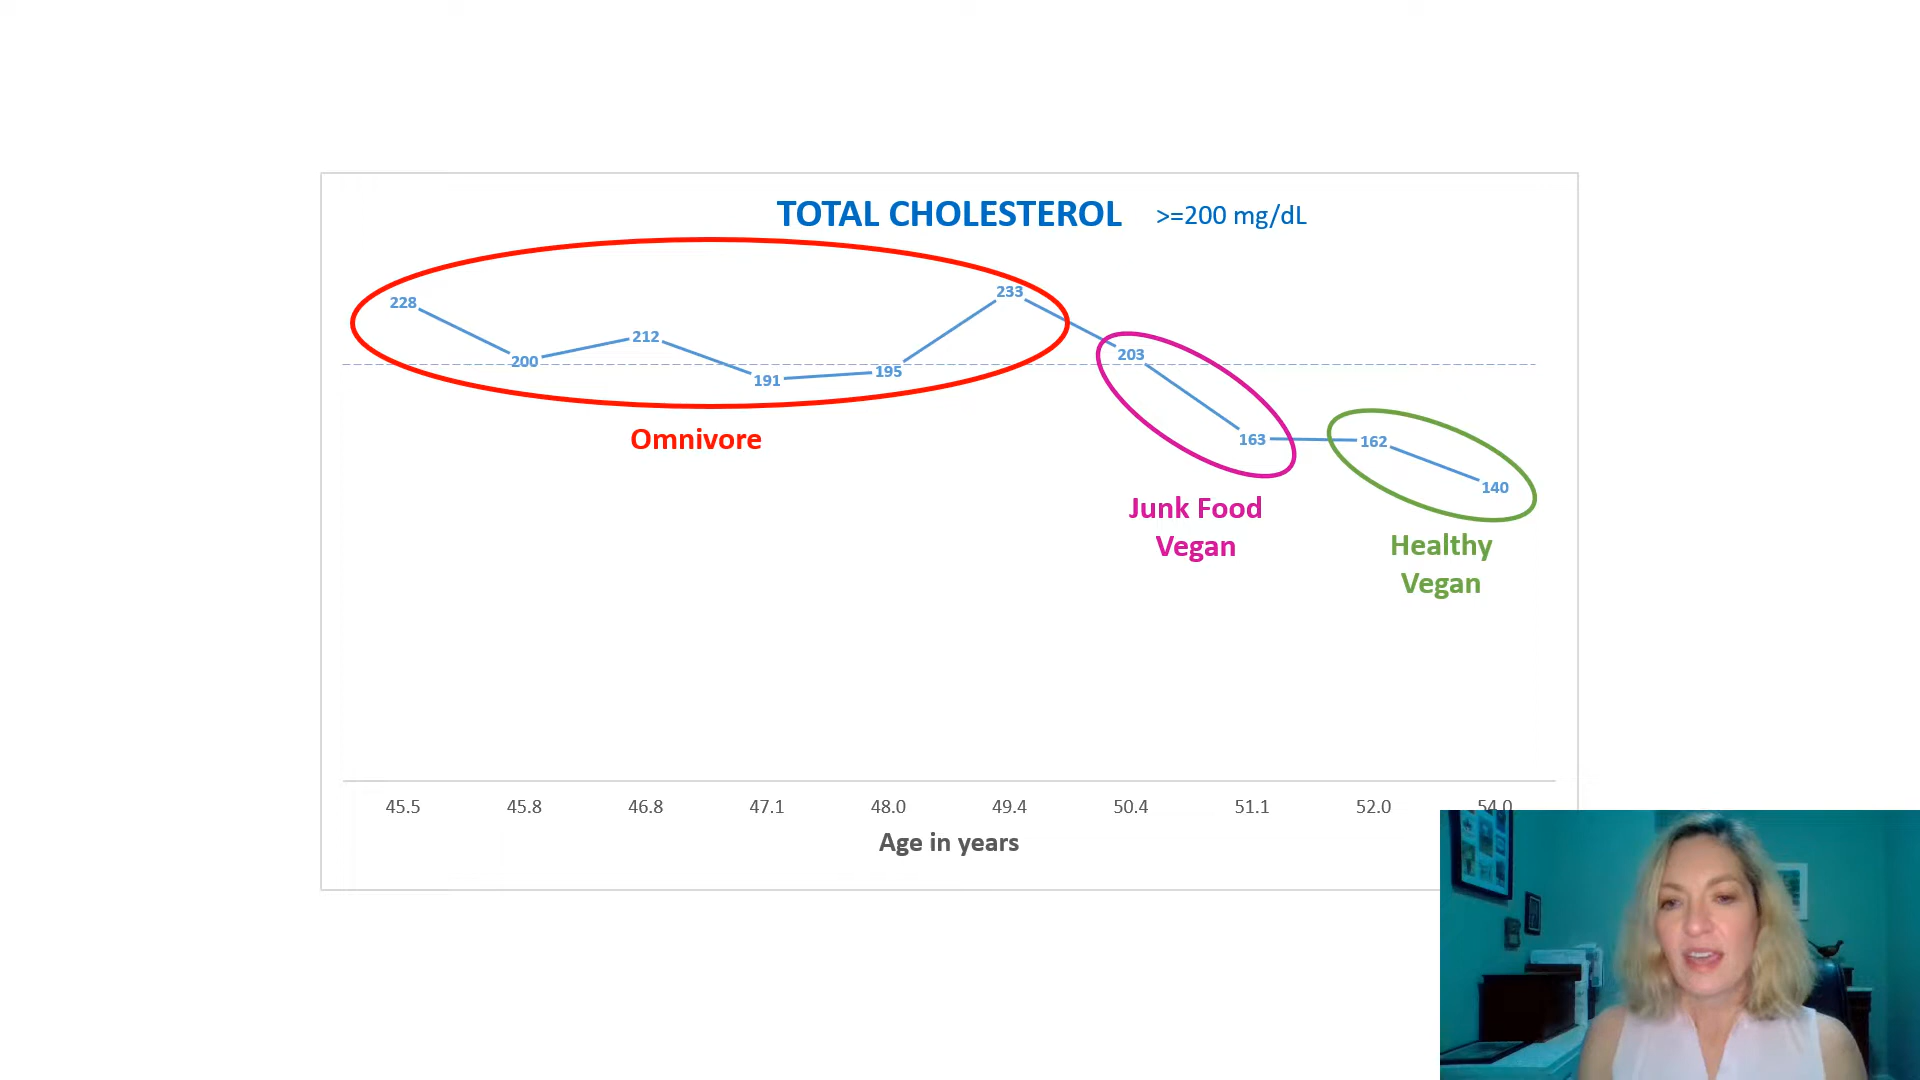 TOTAL CHOLESTEROL >=200 mg/dL
228
200
212
191
195
233
203
163
162
140
Omnivore
Junk Food
Vegan
Healthy
Vegan
45.5 45.8 46.8 47.1 48.0 49.4 50.4 51.1 52.0 54.0
Age in years